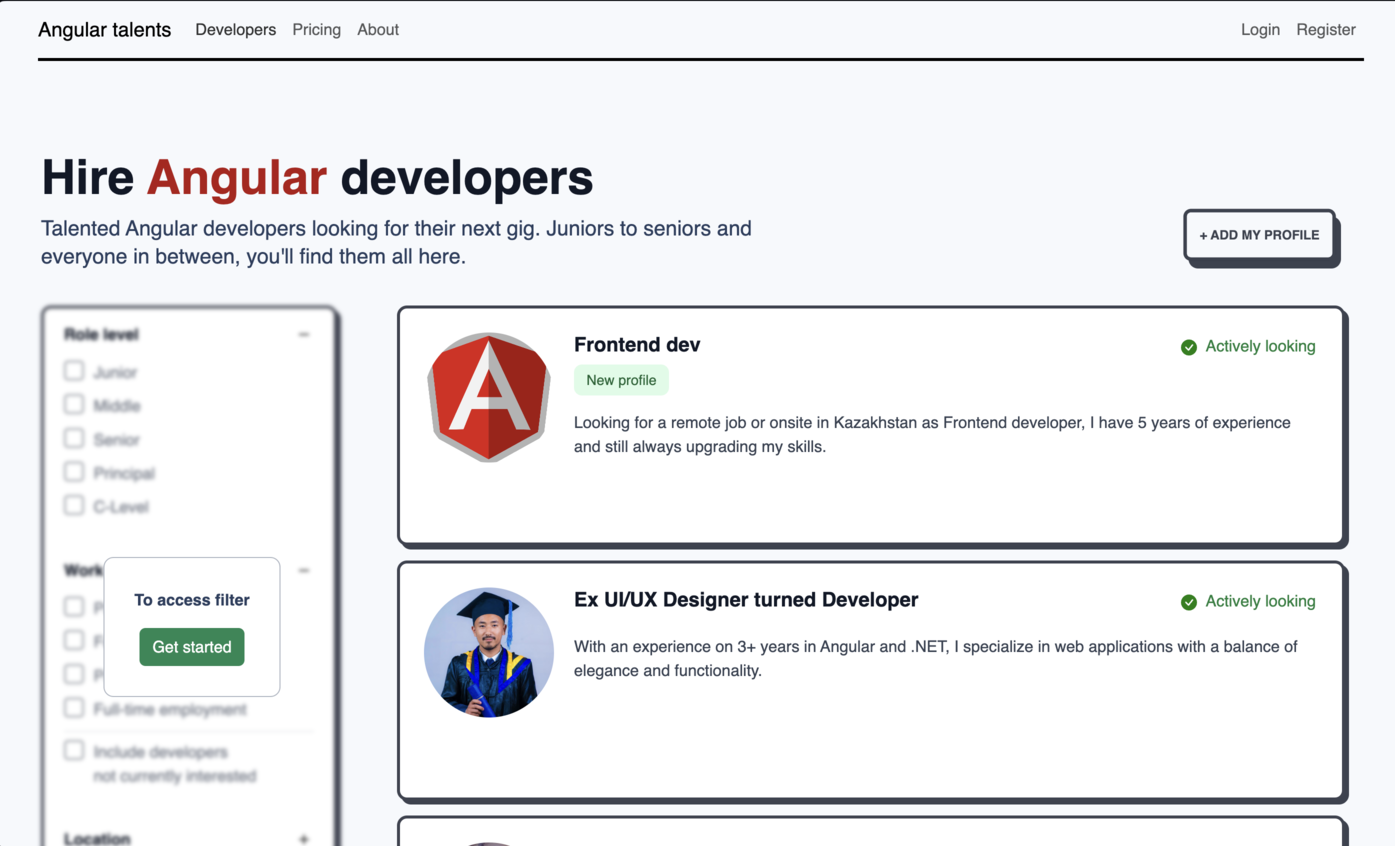 Angular talents Developers Pricing About Login Register
Hire Angular developers
Talented Angular developers looking for their next gig. Juniors to seniors and
everyone in between, you'll find them all here.
+ ADD MY PROFILE
Role level
Junior
Middle
Senior
Principal
C-Level
Work
To access filter
Get started
Full-time employment
Include developers
not currently interested
Location
Frontend dev
Actively looking
New profile
Looking for a remote job or onsite in Kazakhstan as Frontend developer, I have 5 years of experience
and still always upgrading my skills.
Ex UI/UX Designer turned Developer
Actively looking
With an experience on 3+ years in Angular and .NET, I specialize in web applications with a balance of
elegance and functionality.